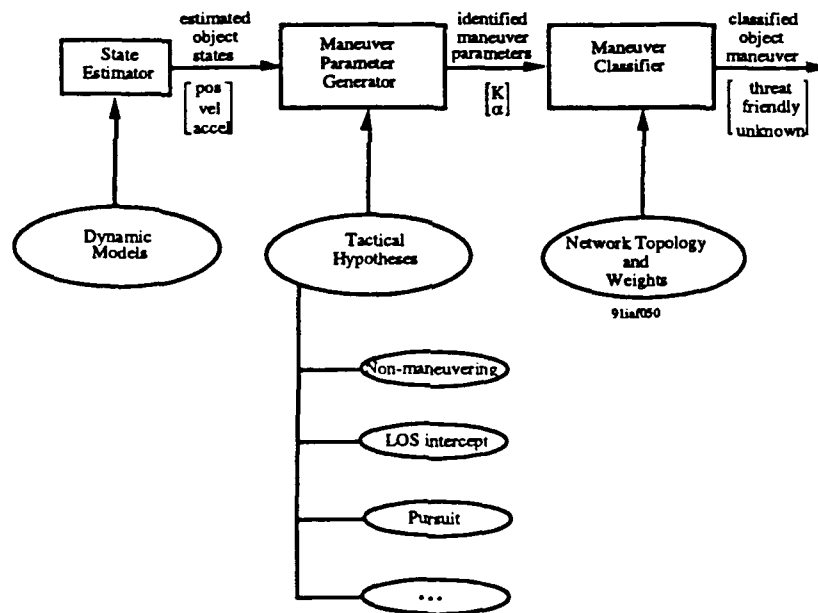 State
Estimator
estimated
object
states
pos
vel
accel
Maneuver
Parameter
Generator
identified
maneuver
parameters
K
α
Maneuver
Classifier
classified
object
maneuver
threat
friendly
unknown
Dynamic
Models
Tactical
Hypotheses
Network Topology
and
Weights
91iaf050
Non-maneuvering
LOS intercept
Pursuit
...